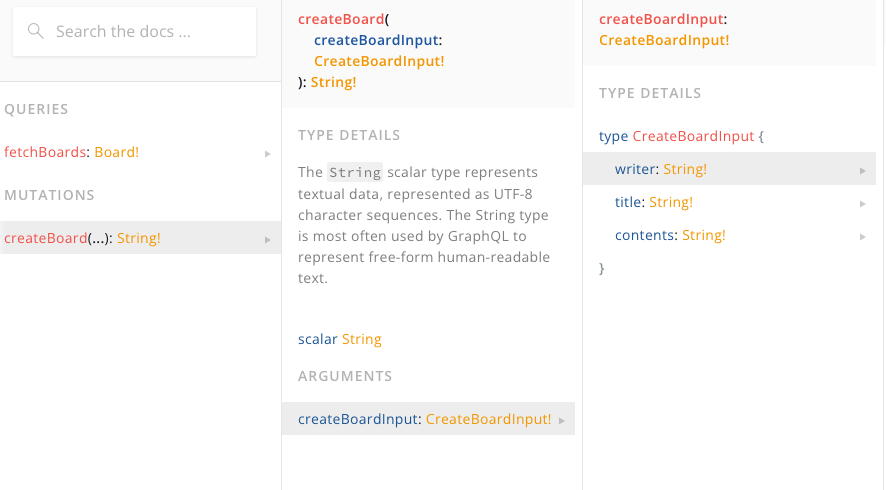 Search the docs ...
QUERIES
fetchBoards: Board!
MUTATIONS
createBoard(...): String!
createBoard(
createBoardInput:
CreateBoardInput!
): String!
TYPE DETAILS
The String scalar type represents
textual data, represented as UTF-8
character sequences. The String type
is most often used by GraphQL to
represent free-form human-readable
text.
scalar String
ARGUMENTS
createBoardInput: CreateBoardInput!
createBoardInput:
CreateBoardInput!
TYPE DETAILS
type CreateBoardInput {
writer: String!
title: String!
contents: String!
}